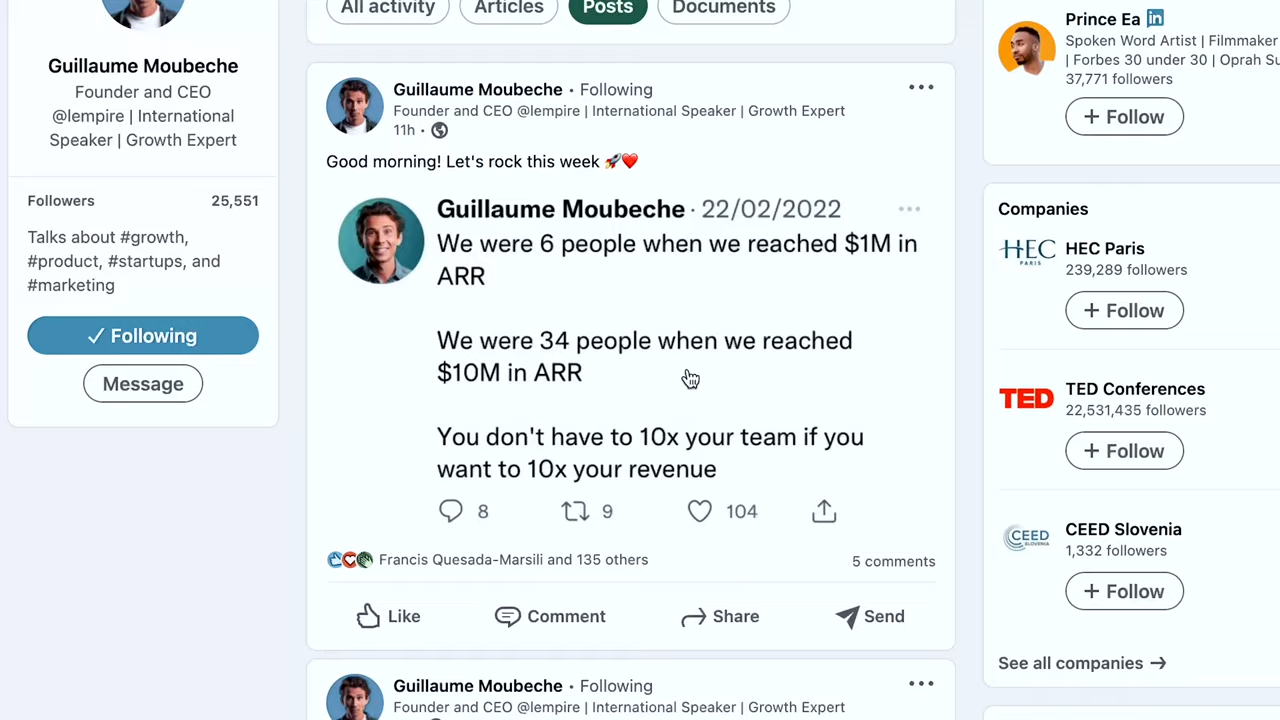 All activity
Articles
Posts
Documents
Guillaume Moubeche
Founder and CEO
@lempire | International
Speaker | Growth Expert
Followers 25,551
Talks about #growth,
#product, #startups, and
#marketing
Following
Message
Guillaume Moubeche • Following
Founder and CEO @lempire | International Speaker | Growth Expert
11h •
Good morning! Let's rock this week 🚀❤️
Guillaume Moubeche · 22/02/2022
We were 6 people when we reached $1M in
ARR
We were 34 people when we reached
$10M in ARR
You don't have to 10x your team if you
want to 10x your revenue
8 9 104
Francis Quesada-Marsili and 135 others
5 comments
Like
Comment
Share
Send
Guillaume Moubeche • Following
Founder and CEO @lempire | International Speaker | Growth Expert
Prince Ea in
Spoken Word Artist | Filmmaker
| Forbes 30 under 30 | Oprah Su
37,771 followers
+ Follow
Companies
HEC
PARIS
HEC Paris
239,289 followers
+ Follow
TED
TED Conferences
22,531,435 followers
+ Follow
CEED
SLOVENIA
CEED Slovenia
1,332 followers
+ Follow
See all companies →